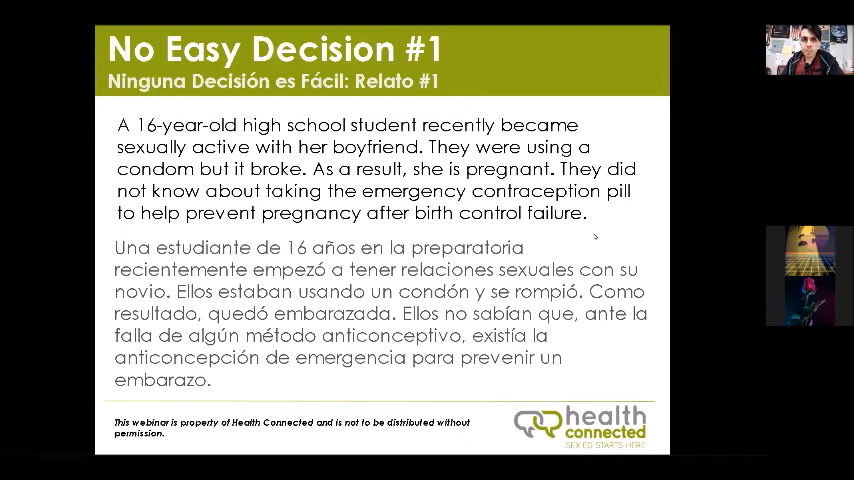 No Easy Decision #1
Ninguna Decisión es Fácil: Relato #1
A 16-year-old high school student recently became
sexually active with her boyfriend. They were using a
condom but it broke. As a result, she is pregnant. They did
not know about taking the emergency contraception pill
to help prevent pregnancy after birth control failure.
Una estudiante de 16 años en la preparatoria
recientemente empezó a tener relaciones sexuales con su
novio. Ellos estaban usando un condón y se rompió. Como
resultado, quedó embarazada. Ellos no sabían que, ante la
falla de algún método anticonceptivo, existía la
anticoncepción de emergencia para prevenir un
embarazo.
This webinar is property of Health Connected and is not to be distributed without
permission.
health
connected
SEX ED STARTS HERE